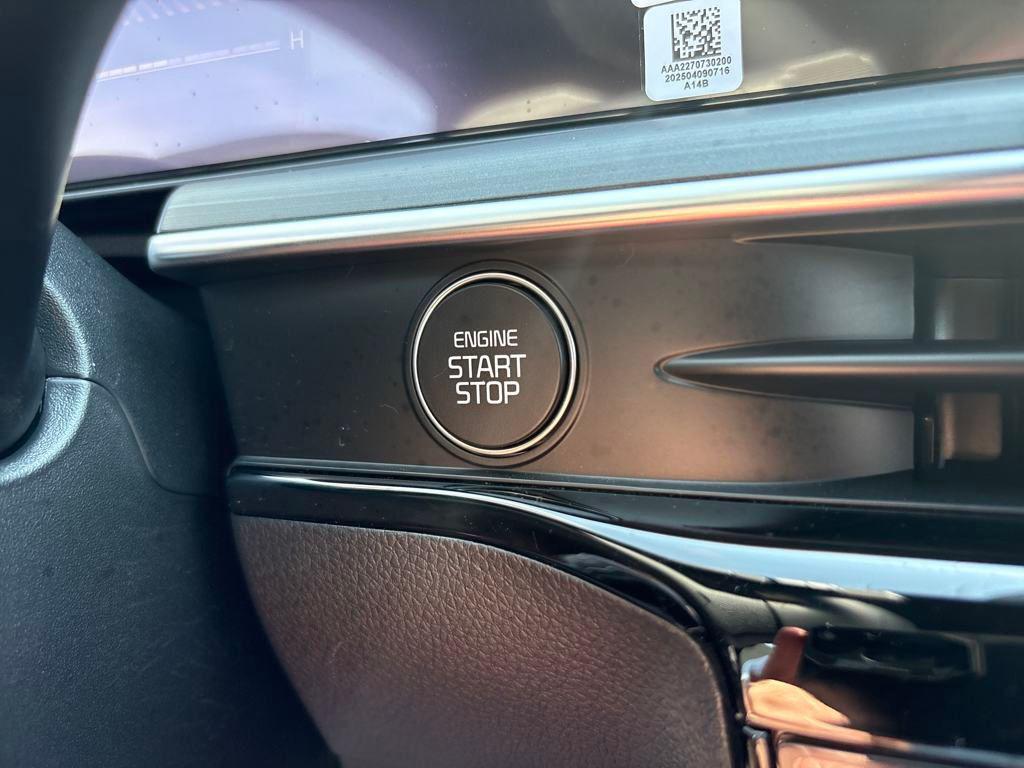 H
AAA2270730200
202504090716
A14B
ENGINE
START
STOP